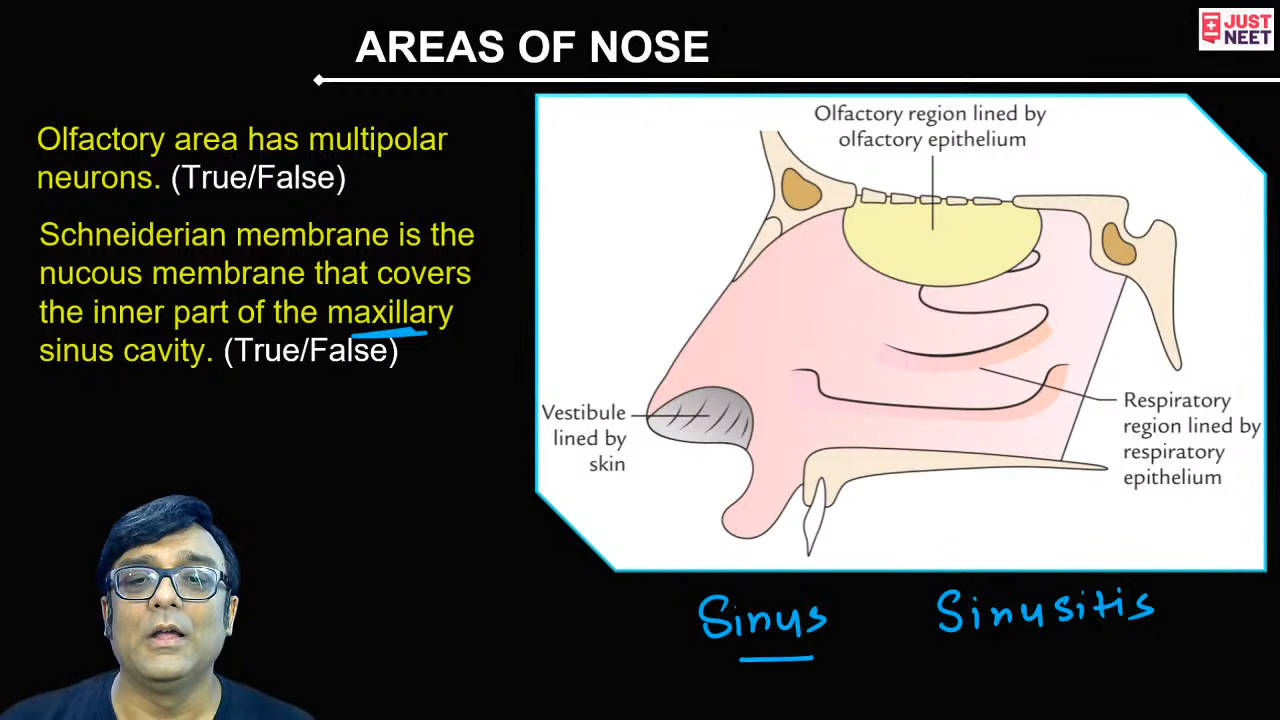 AREAS OF NOSE
JUST
NEET
Olfactory area has multipolar
neurons. (True/False)
Schneiderian membrane is the
nucous membrane that covers
the inner part of the maxillary
sinus cavity. (True/False)
Olfactory region lined by
olfactory epithelium
Vestibule
lined by
skin
Respiratory
region lined by
respiratory
epithelium
Sinus Sinusitis